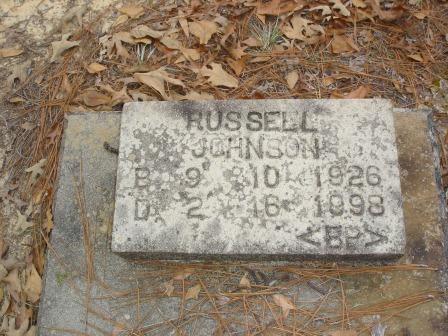 RUSSELL
JOHNSON
B 9 10 1926
D 2 16 1998
<BP>